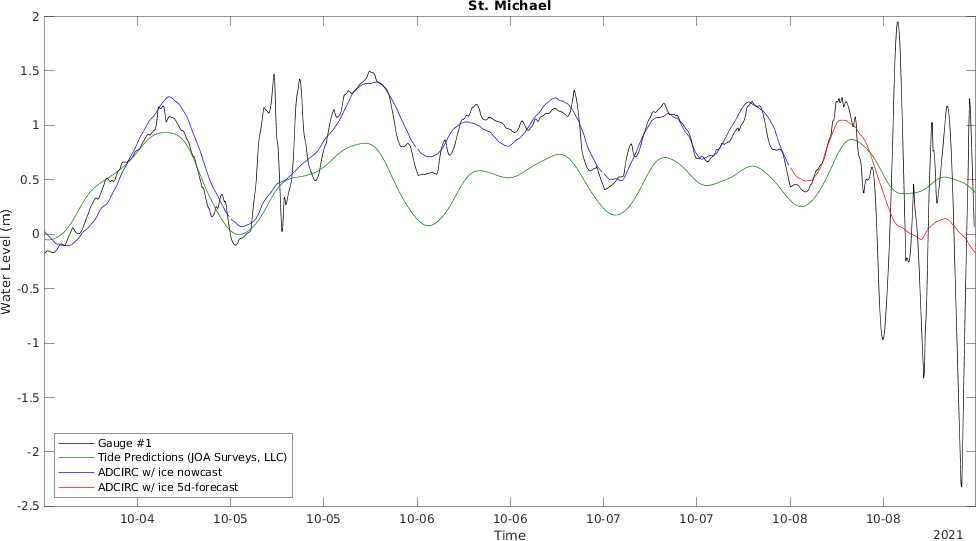 St. Michael
2
1.5
1
0.5
0
-0.5
-1
-1.5
-2
-2.5
Water Level (m)
Gauge #1
Tide Predictions (JOA Surveys, LLC)
ADCIRC w/ ice nowcast
ADCIRC w/ ice 5d-forecast
10-04 10-05 10-05 10-06 10-06 10-07 10-07 10-08 10-08
Time
2021